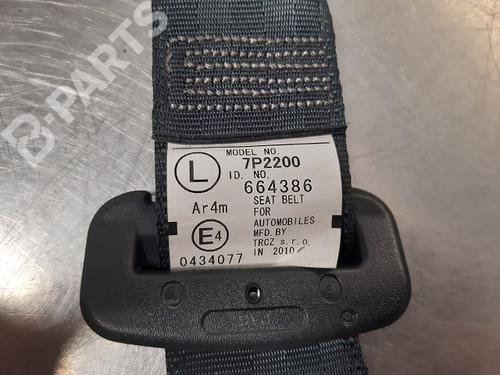 B-PARTS
MODEL NO.
7P2200
L
ID. NO.
664386
Ar4m
SEAT BELT
FOR
AUTOMOBILES
MFD. BY
TRCZ s.r.o.
IN 2010
E4
0434077